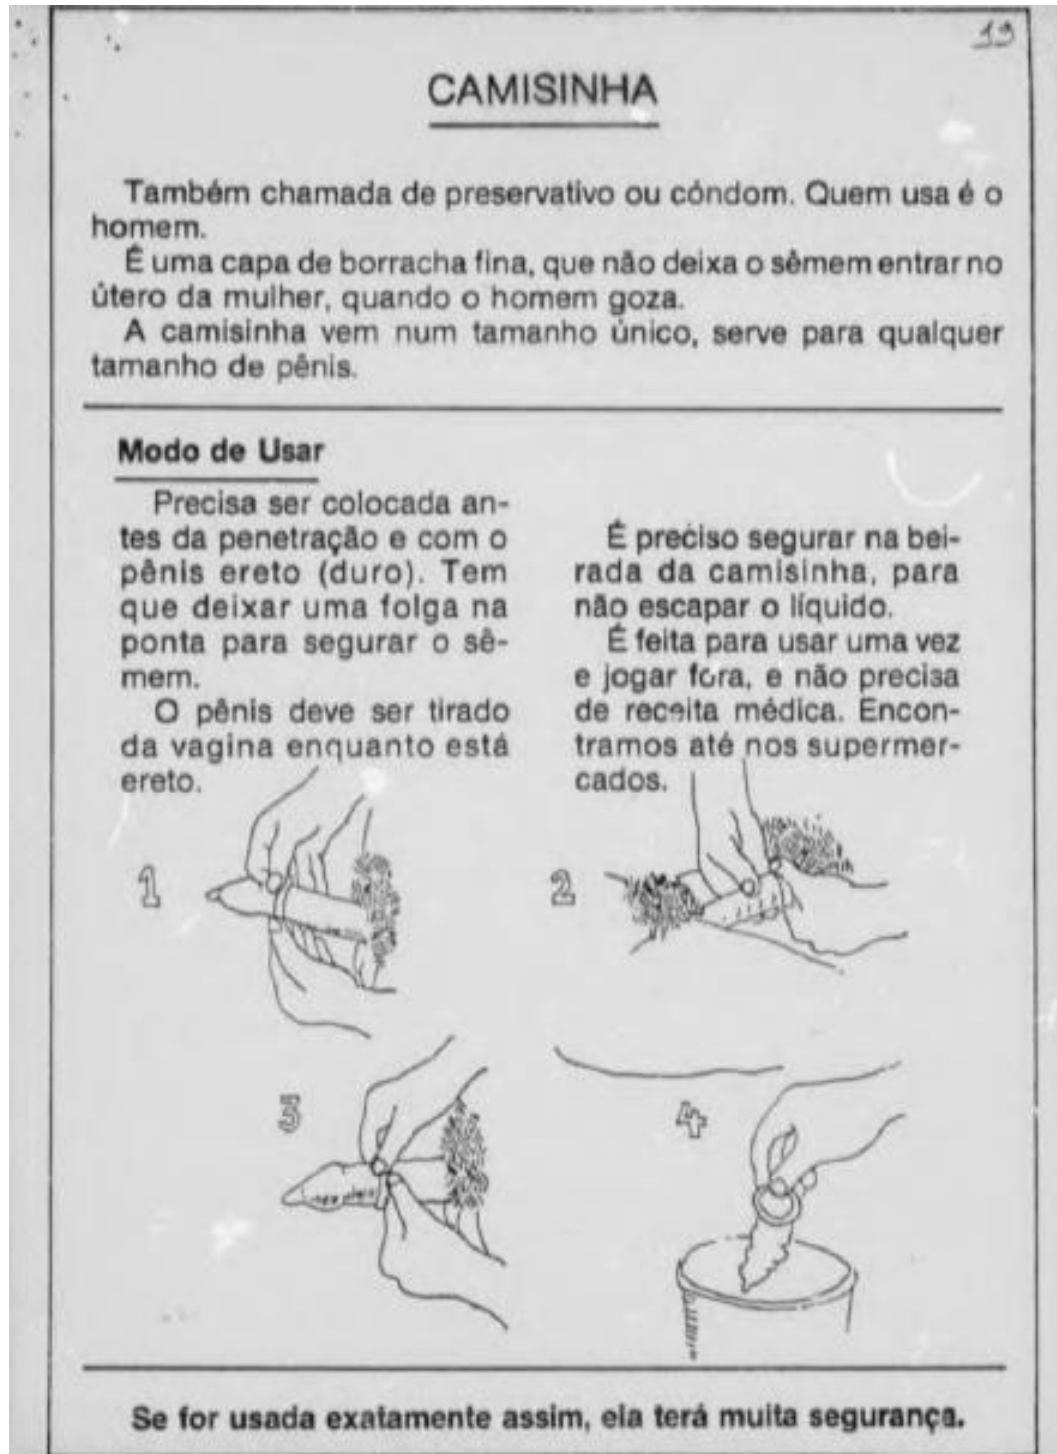 19
CAMISINHA
Também chamada de preservativo ou cóndom. Quem usa é o
homem.
É uma capa de borracha fina, que não deixa o sêmem entrar no
útero da mulher, quando o homem goza.
A camisinha vem num tamanho único, serve para qualquer
tamanho de pênis.
Modo de Usar
Precisa ser colocada an-
tes da penetração e com o
pênis ereto (duro). Tem
que deixar uma folga na
ponta para segurar o sê-
mem.
O pênis deve ser tirado
da vagina enquanto está
ereto.
É preciso segurar na bei-
rada da camisinha, para
não escapar o líquido.
É feita para usar uma vez
e jogar fora, e não precisa
de receita médica. Encon-
tramos até nos supermer-
cados.
1
2
3
4
Se for usada exatamente assim, ela terá muita segurança.